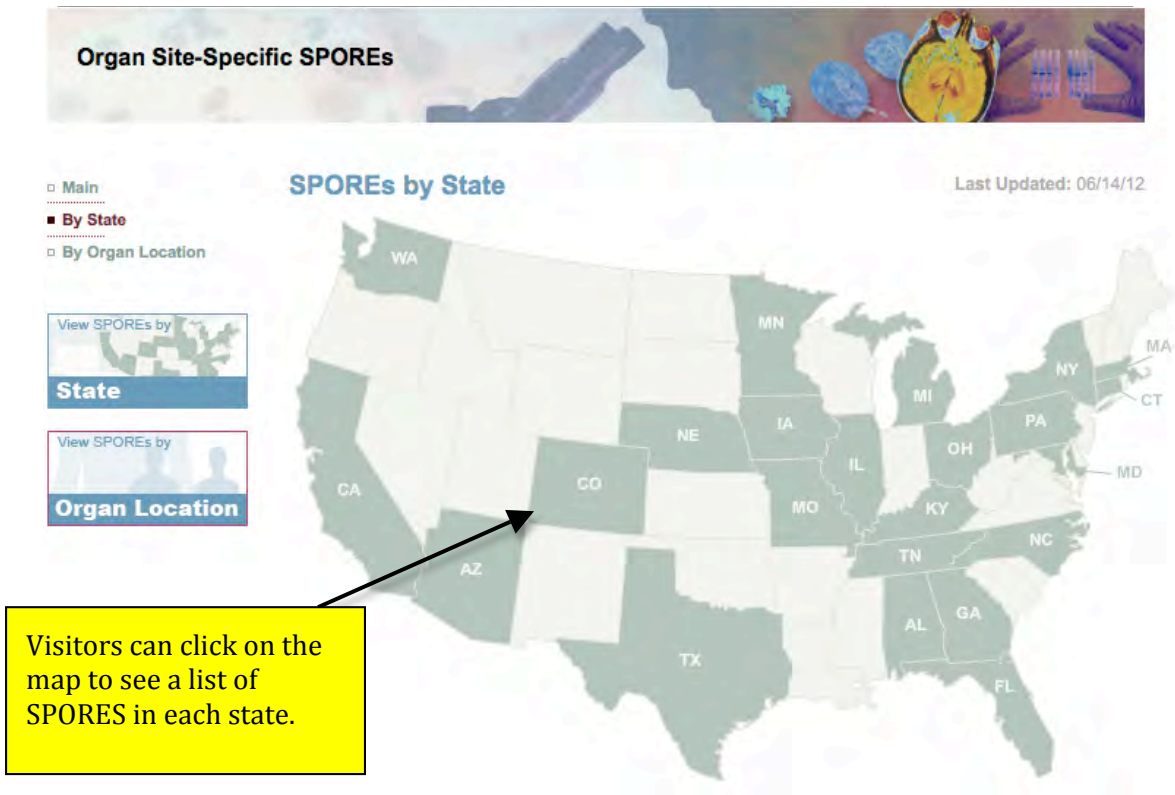 Organ Site-Specific SPOREs
Main
By State
By Organ Location
View SPOREs by
State
View SPOREs by
Organ Location
SPOREs by State
Last Updated: 06/14/12
WA
MN
MA
NY
MI
CT
PA
IA
NE
OH
IL
MD
CO
CA
MO
KY
NC
TN
AZ
GA
AL
TX
FL
Visitors can click on the
map to see a list of
SPORES in each state.